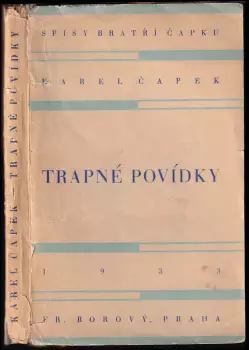 KAREL ČAPEK – TRAPNÉ POVÍDKY
SPISY BRATŘÍ ČAPKŮ
KAREL ČAPEK
TRAPNÉ POVÍDKY
1933
FR. BOROVÝ, PRAHA